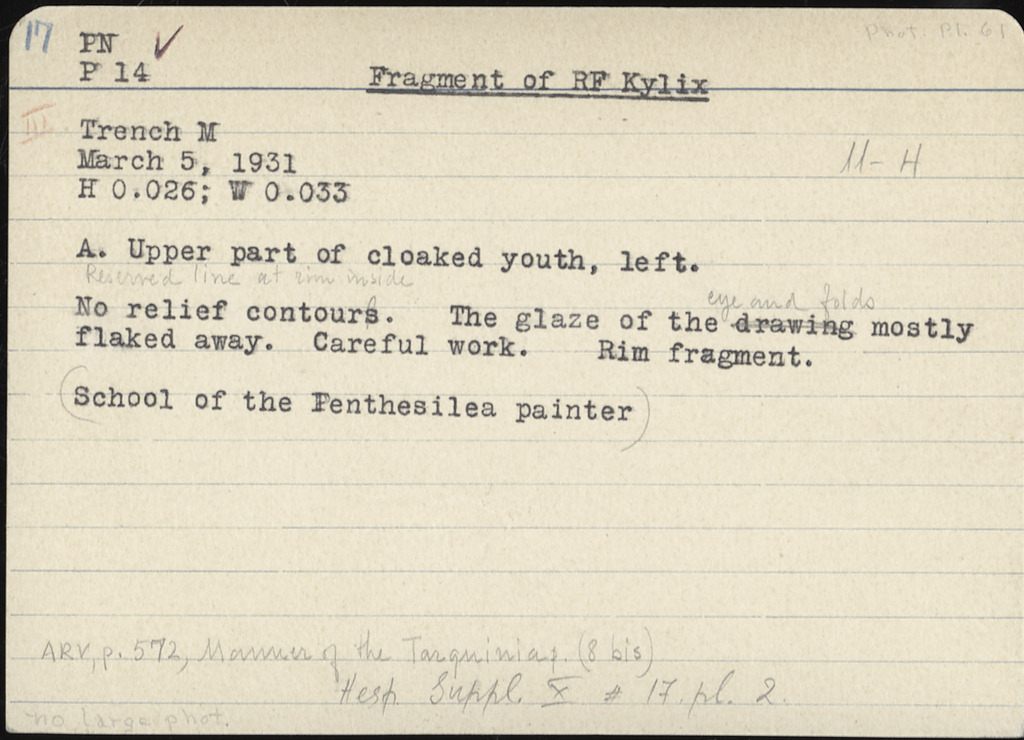 17 PN ✓ Phot. Pl. 61
P 14 Fragment of RF Kylix
III Trench M
March 5, 1931 11-4
H 0.026; W 0.033
A. Upper part of cloaked youth, left.
Reserved line at rim inside
eye and folds
No relief contours. The glaze of the drawing mostly
flaked away. Careful work. Rim fragment.
(School of the Penthesilea painter)
ARV, p. 572, Manner of the Tarquinia p. (8 bis)
Hesp. Suppl. X # 17. pl. 2.
no large phot.